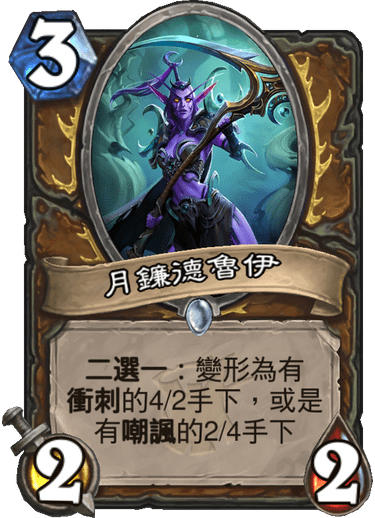 3
月鐮德魯伊
二選一：變形為有
衝刺的4/2手下，或是
有嘲諷的2/4手下
2
2